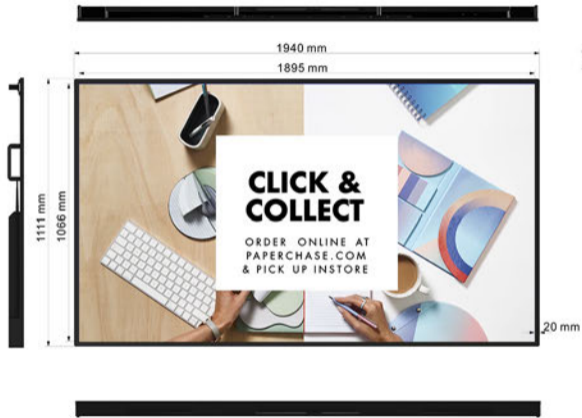 1940 mm
1895 mm
1111 mm
1066 mm
CLICK &
COLLECT
ORDER ONLINE AT
PAPERCHASE.COM
& PICK UP INSTORE
20 mm